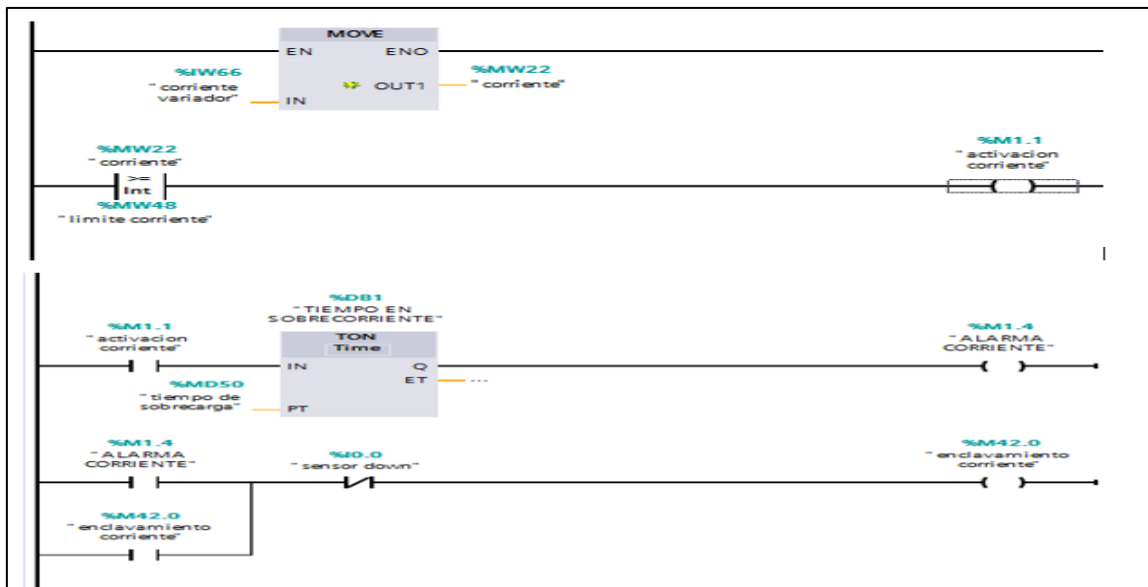 MOVE
EN ENO
%IW66
"corriente
variador"
IN
OUT1
%MW22
"corriente"
%MW22
"corriente"
>=
Int
%MW48
"limite corriente"
%M1.1
"activacion
corriente"
%DB1
"TIEMPO EN
SOBRECORRIENTE"
TON
Time
%M1.1
"activacion
corriente"
IN Q
ET ...
%MD50
"tiempo de
sobrecarga"
PT
%M1.4
"ALARMA
CORRIENTE"
%M1.4
"ALARMA
CORRIENTE"
%I0.0
"sensor down"
%M42.0
"enclavamiento
corriente"
%M42.0
"enclavamiento
corriente"